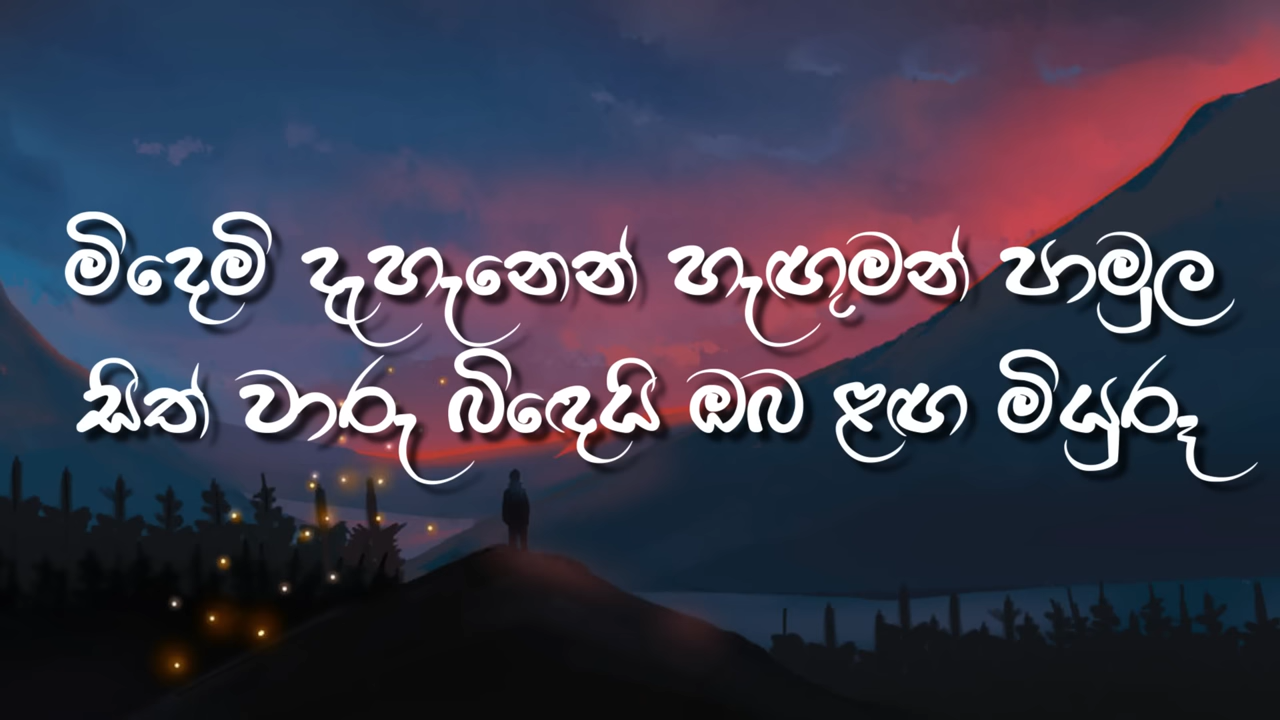 මිදෙමි දැහැනෙන් හැඟුමන් පාමුල
සිත් වාරු බිඳෙයි ඔබ ළඟ මියුරූ